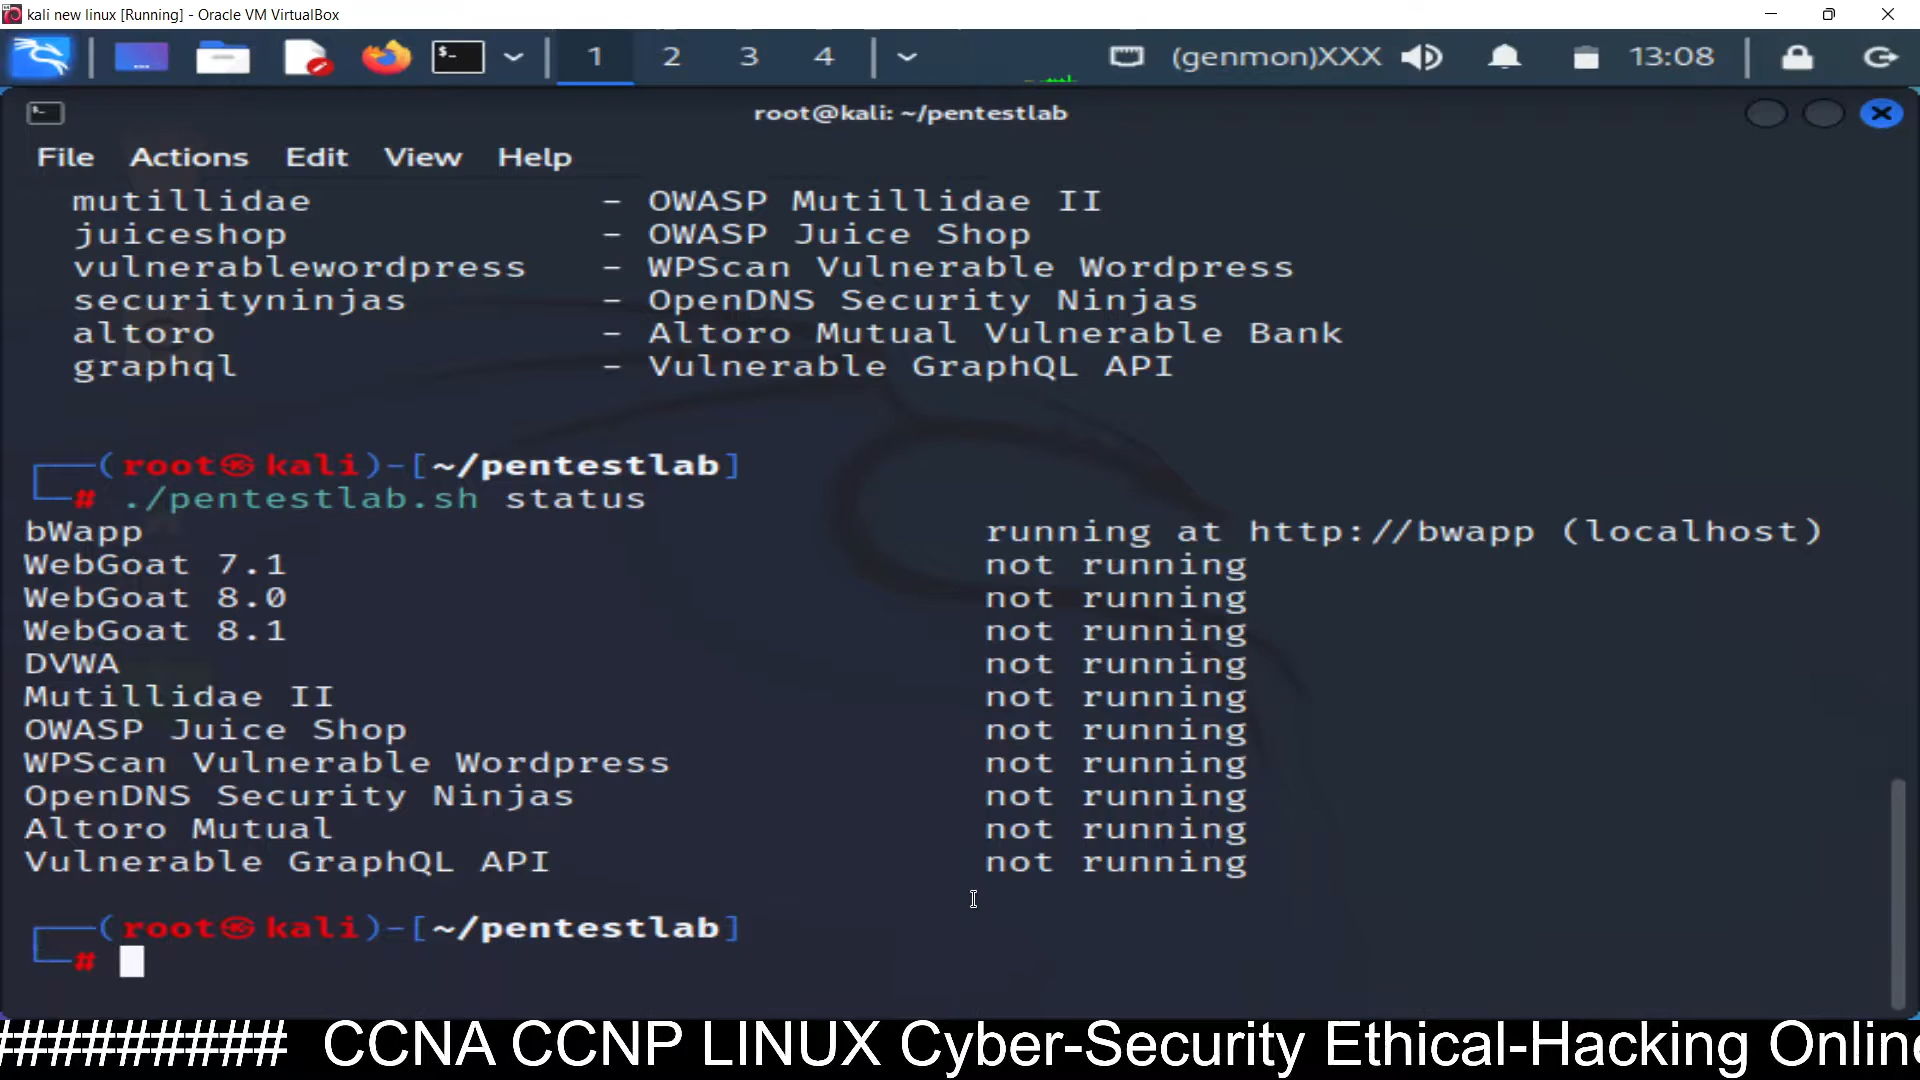 kali new linux [Running] - Oracle VM VirtualBox
1 2 3 4 (genmon)XXX 13:08
root@kali: ~/pentestlab
File Actions Edit View Help
mutillidae - OWASP Mutillidae II
juiceshop - OWASP Juice Shop
vulnerablewordpress - WPScan Vulnerable Wordpress
securityninjas - OpenDNS Security Ninjas
altoro - Altoro Mutual Vulnerable Bank
graphql - Vulnerable GraphQL API
┌──(root㉿kali)-[~/pentestlab]
└─# ./pentestlab.sh status
bWapp running at http://bwapp (localhost)
WebGoat 7.1 not running
WebGoat 8.0 not running
WebGoat 8.1 not running
DVWA not running
Mutillidae II not running
OWASP Juice Shop not running
WPScan Vulnerable Wordpress not running
OpenDNS Security Ninjas not running
Altoro Mutual not running
Vulnerable GraphQL API not running
┌──(root㉿kali)-[~/pentestlab]
└─#
########## CCNA CCNP LINUX Cyber-Security Ethical-Hacking Online